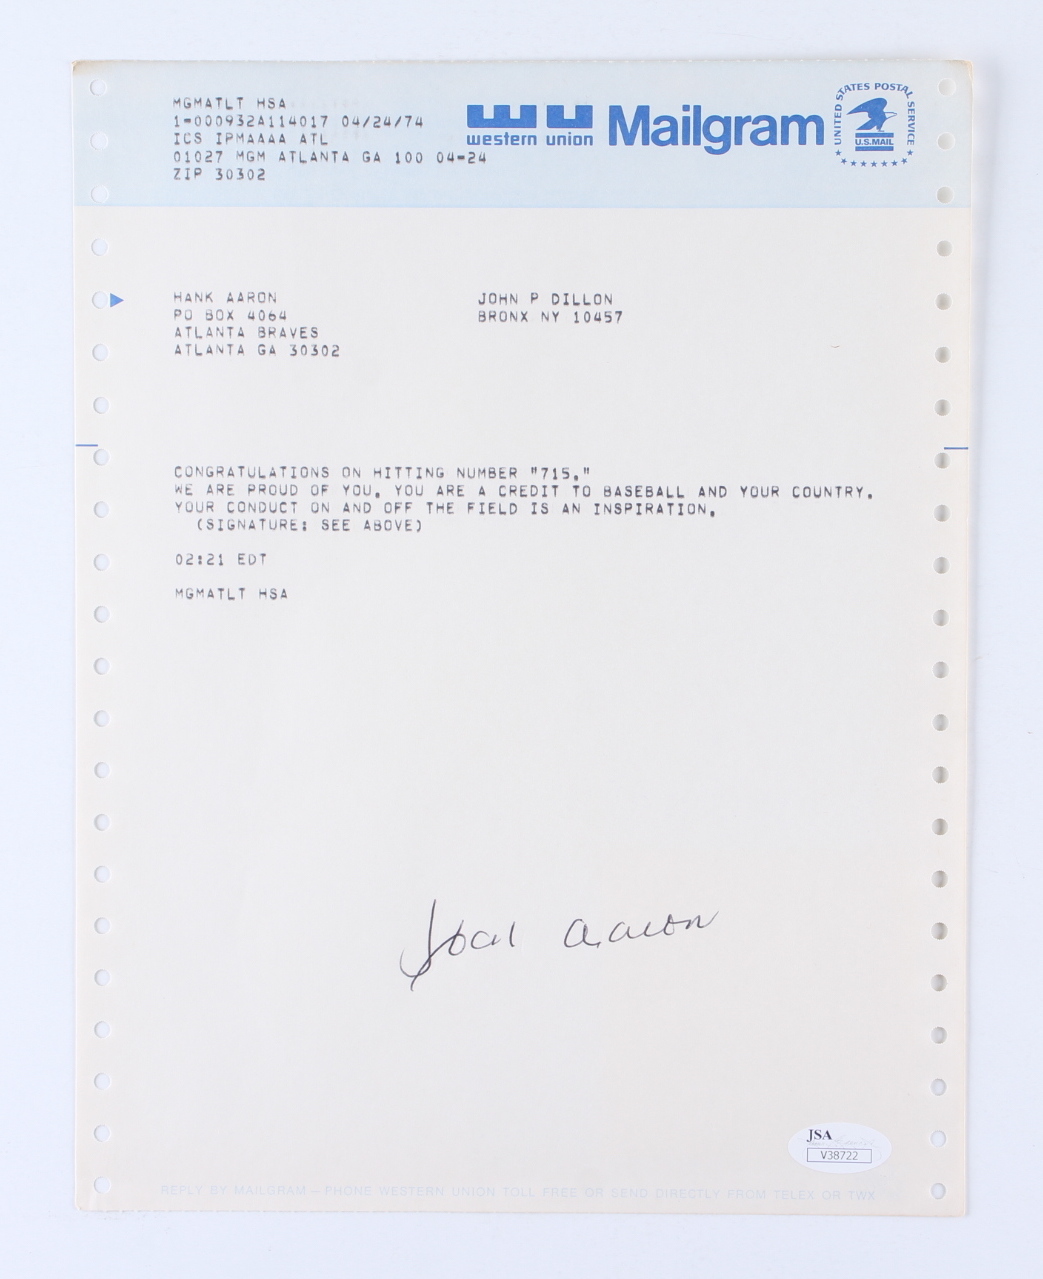 MGMATLT HSA
1-000932A114017 04/24/74
ICS IPMAAAA ATL
01027 MGM ATLANTA GA 100 04-24
ZIP 30302
western union
Mailgram
UNITED STATES POSTAL SERVICE
U.S.MAIL
HANK AARON
PO BOX 4064
ATLANTA BRAVES
ATLANTA GA 30302
JOHN P DILLON
BRONX NY 10457
CONGRATULATIONS ON HITTING NUMBER "715."
WE ARE PROUD OF YOU. YOU ARE A CREDIT TO BASEBALL AND YOUR COUNTRY.
YOUR CONDUCT ON AND OFF THE FIELD IS AN INSPIRATION.
(SIGNATURE: SEE ABOVE)
02:21 EDT
MGMATLT HSA
Aaron
JSA
V38722
REPLY BY MAILGRAM – PHONE WESTERN UNION TOLL FREE OR SEND DIRECTLY FROM TELEX OR TWX